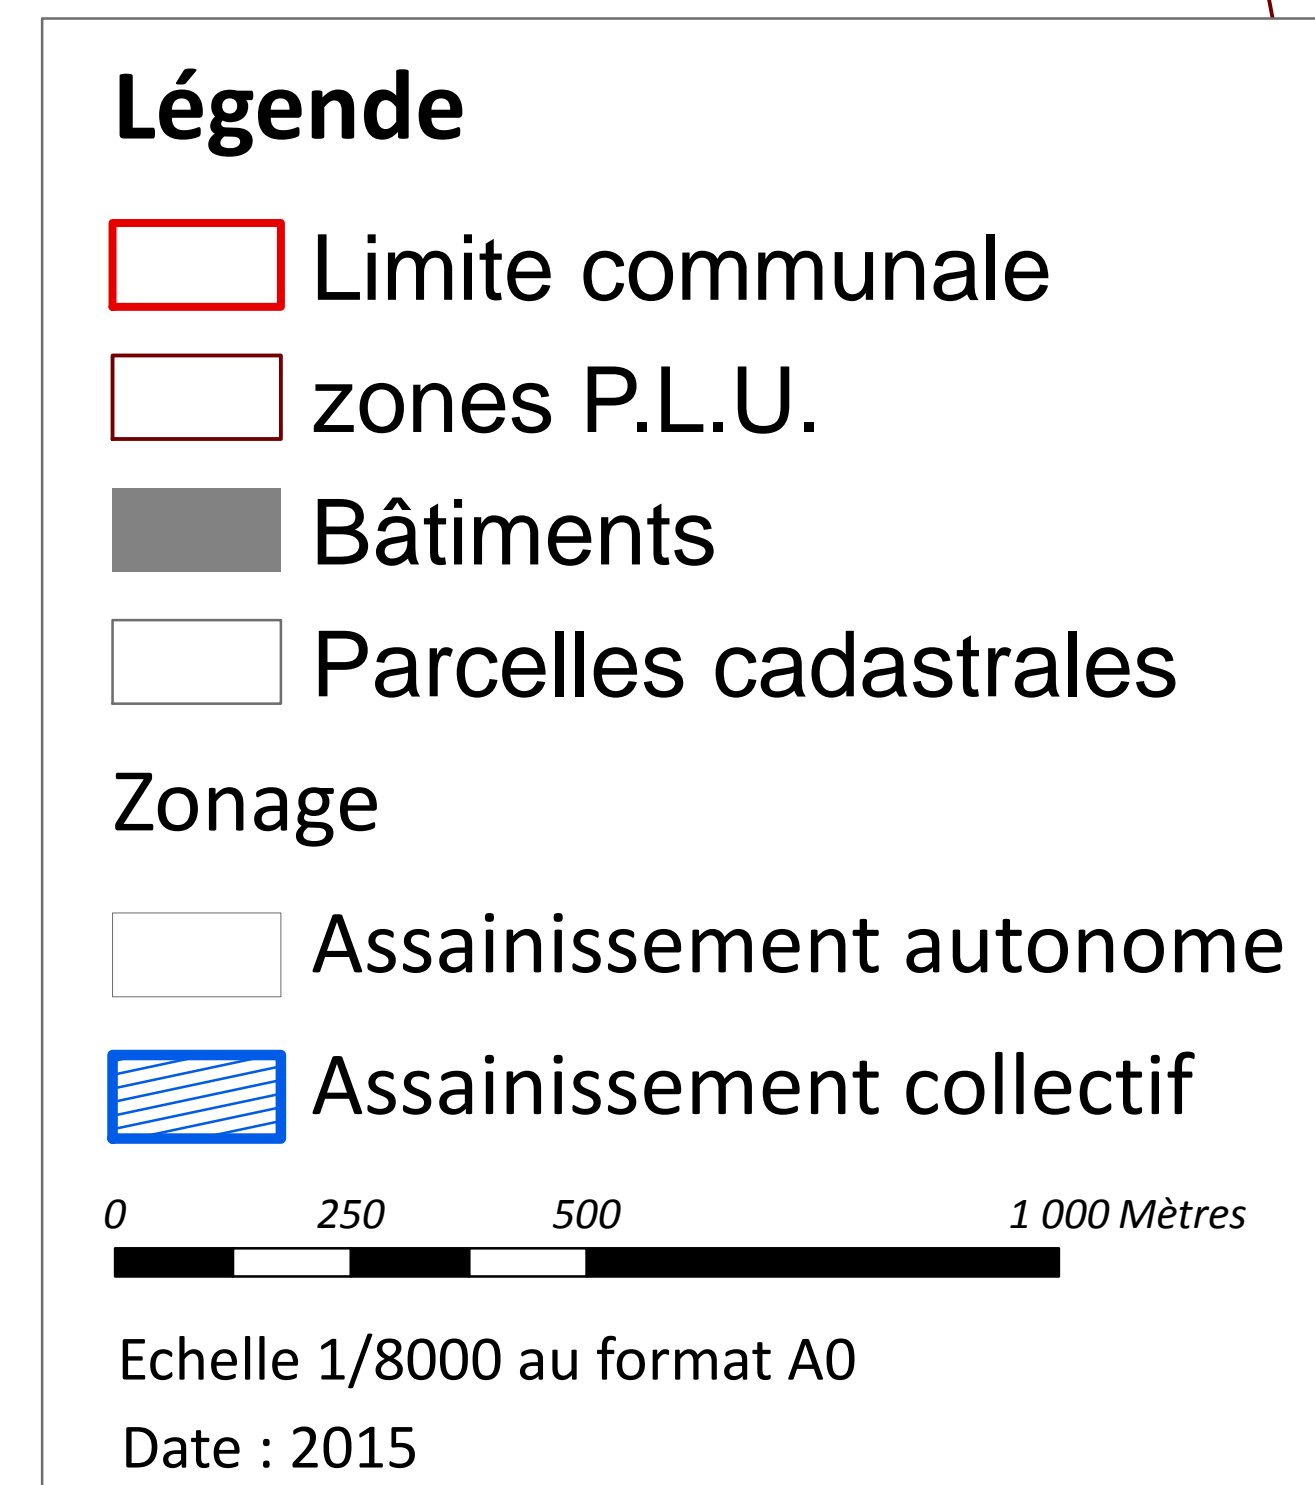 Légende
Limite communale
zones P.L.U.
Bâtiments
Parcelles cadastrales
Zonage
Assainissement autonome
Assainissement collectif
0 250 500 1 000 Mètres
Echelle 1/8000 au format A0
Date : 2015